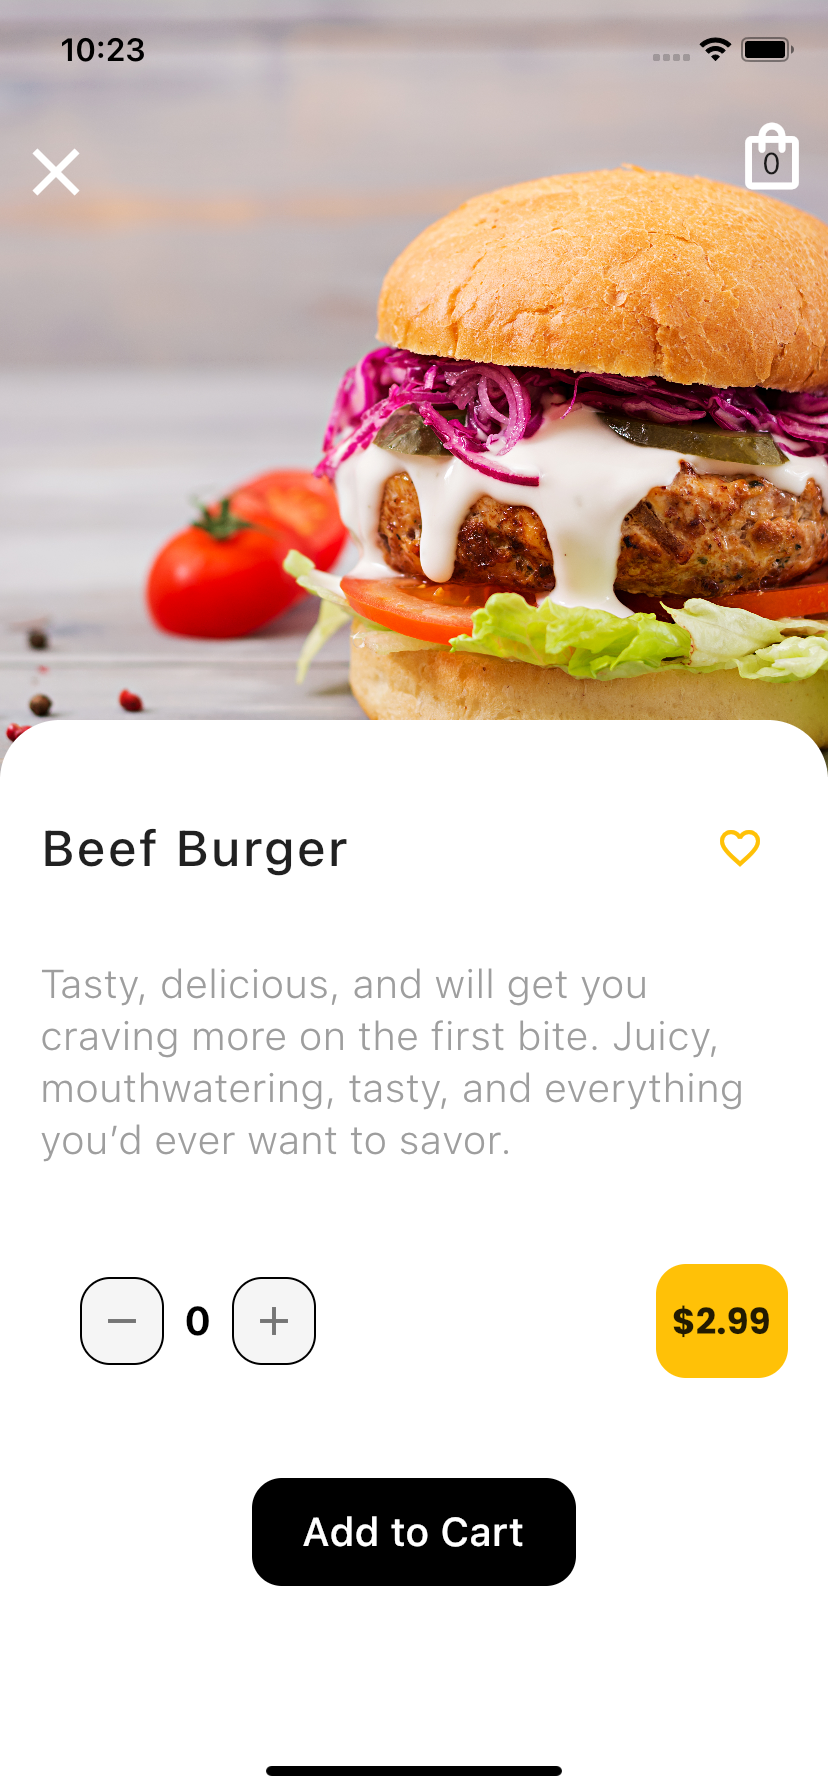 10:23
0
Beef Burger
Tasty, delicious, and will get you
craving more on the first bite. Juicy,
mouthwatering, tasty, and everything
you’d ever want to savor.
0
$2.99
Add to Cart